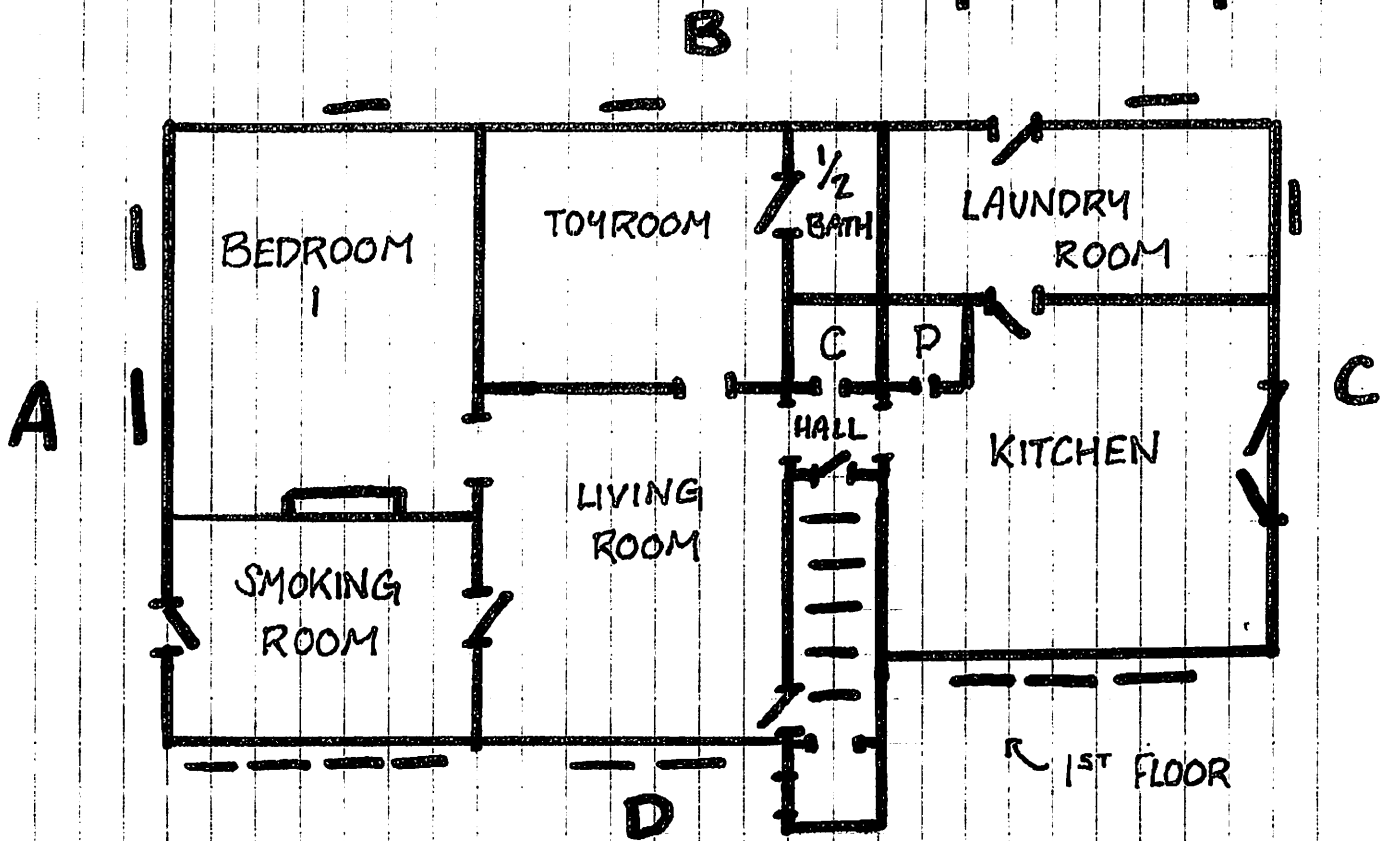 B
1/2
BATH
LAUNDRY
ROOM
TOYROOM
BEDROOM
1
C
P
A
C
HALL
KITCHEN
LIVING
ROOM
SMOKING
ROOM
1ST FLOOR
D